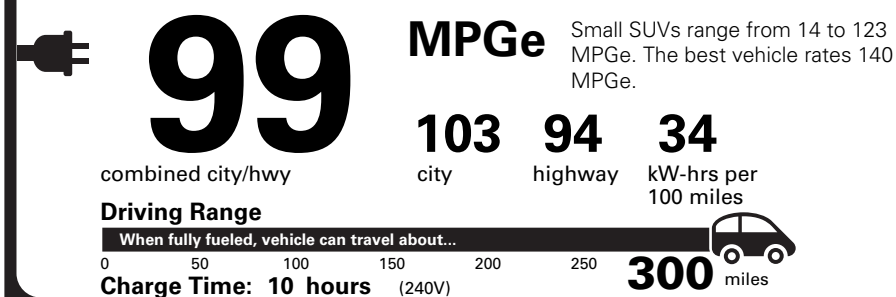 99
combined city/hwy
MPGe
Small SUVs range from 14 to 123
MPGe. The best vehicle rates 140
MPGe.
103
city
94
highway
34
kW-hrs per
100 miles
Driving Range
When fully fueled, vehicle can travel about...
0 50 100 150 200 250 300 miles
Charge Time: 10 hours (240V)